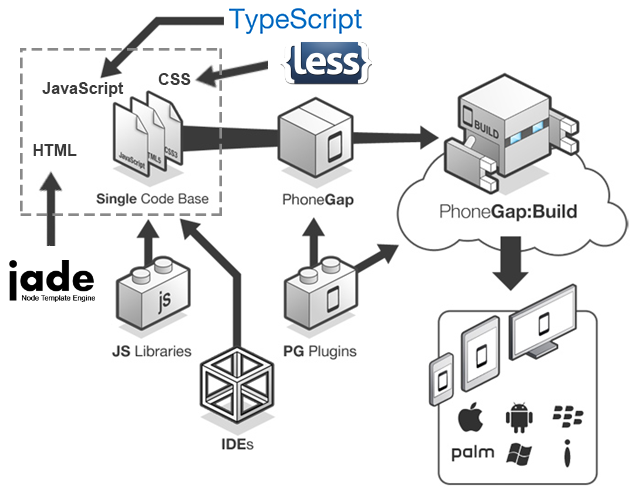 TypeScript
{less}
JavaScript
CSS
HTML
JavaScript
HTML5
CSS3
BUILD
Single Code Base
PhoneGap
PhoneGap:Build
jade
Node Template Engine
js
JS Libraries
PG Plugins
IDEs
palm